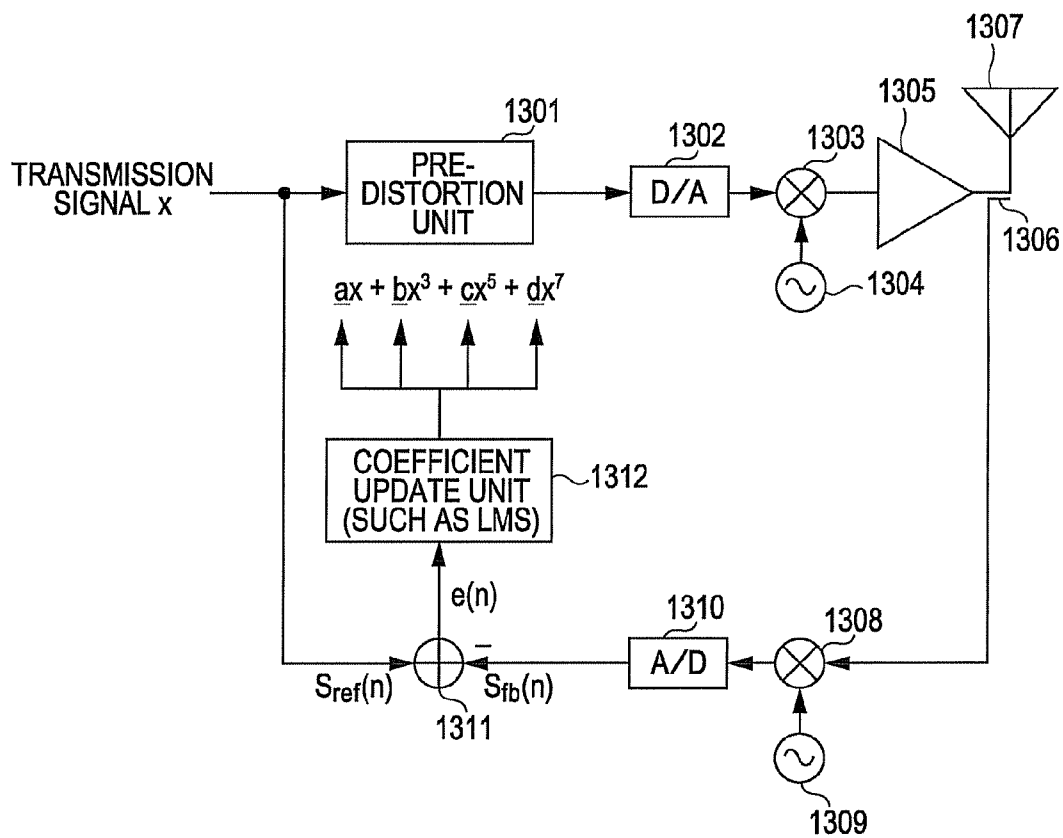 1307
1305
1301
1302
1303
TRANSMISSION
SIGNAL x
PRE-
DISTORTION
UNIT
D/A
1306
1304
ax + bx³ + cx⁵ + dx⁷
COEFFICIENT
UPDATE UNIT
(SUCH AS LMS)
1312
e(n)
1310
1308
A/D
–
Sref(n)
Sfb(n)
1311
1309